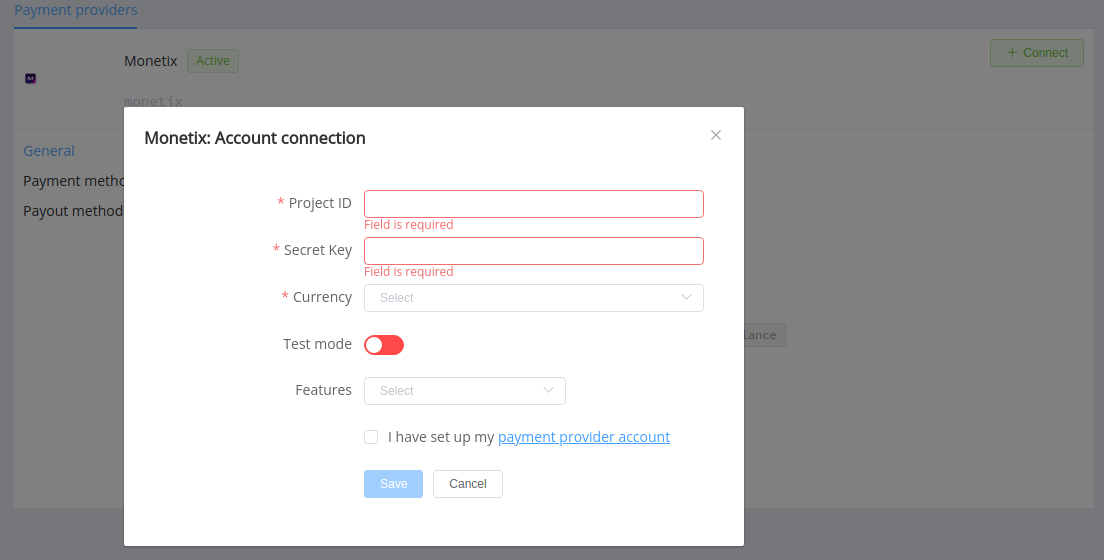 Payment providers
Monetix Active
+ Connect
monetix
Monetix: Account connection
General
Payment metho
Payout method
* Project ID
Field is required
* Secret Key
Field is required
* Currency Select
lance
Test mode
Features Select
I have set up my payment provider account
Save Cancel